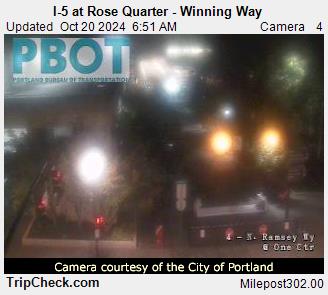 I-5 at Rose Quarter - Winning Way
Updated Oct 20 2024 6:51 AM Camera 4
PBOT
PORTLAND BUREAU OF TRANSPORTATION
4 - N. Ramsey Wy
@ One Ctr
Camera courtesy of the City of Portland
TripCheck.com Milepost302.00